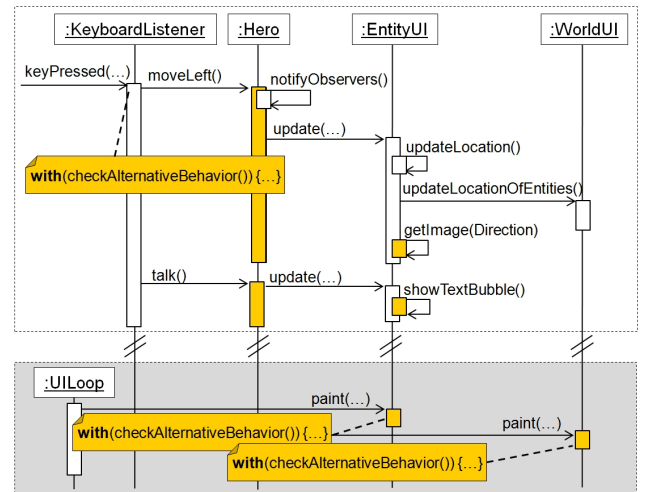 :KeyboardListener
:Hero
:EntityUI
:WorldUI
keyPressed(…)
moveLeft()
notifyObservers()
update(…)
updateLocation()
with(checkAlternativeBehavior()) {…}
updateLocationOfEntities()
getImage(Direction)
talk()
update(…)
showTextBubble()
:UILoop
paint(…)
with(checkAlternativeBehavior()) {…}
paint(…)
with(checkAlternativeBehavior()) {…}